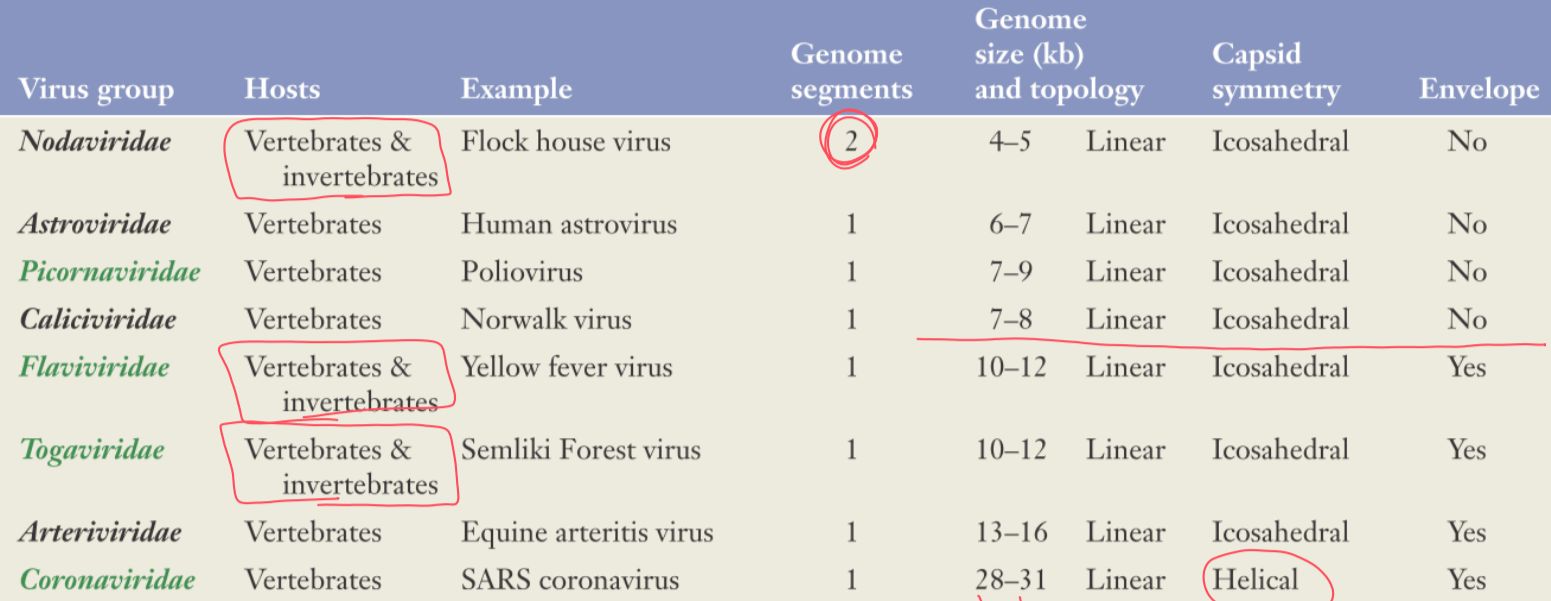 Virus group Hosts Example Genome segments Genome size (kb) and topology Capsid symmetry Envelope
Nodaviridae Vertebrates & invertebrates Flock house virus 2 4–5 Linear Icosahedral No
Astroviridae Vertebrates Human astrovirus 1 6–7 Linear Icosahedral No
Picornaviridae Vertebrates Poliovirus 1 7–9 Linear Icosahedral No
Caliciviridae Vertebrates Norwalk virus 1 7–8 Linear Icosahedral No
Flaviviridae Vertebrates & invertebrates Yellow fever virus 1 10–12 Linear Icosahedral Yes
Togaviridae Vertebrates & invertebrates Semliki Forest virus 1 10–12 Linear Icosahedral Yes
Arteriviridae Vertebrates Equine arteritis virus 1 13–16 Linear Icosahedral Yes
Coronaviridae Vertebrates SARS coronavirus 1 28–31 Linear Helical Yes